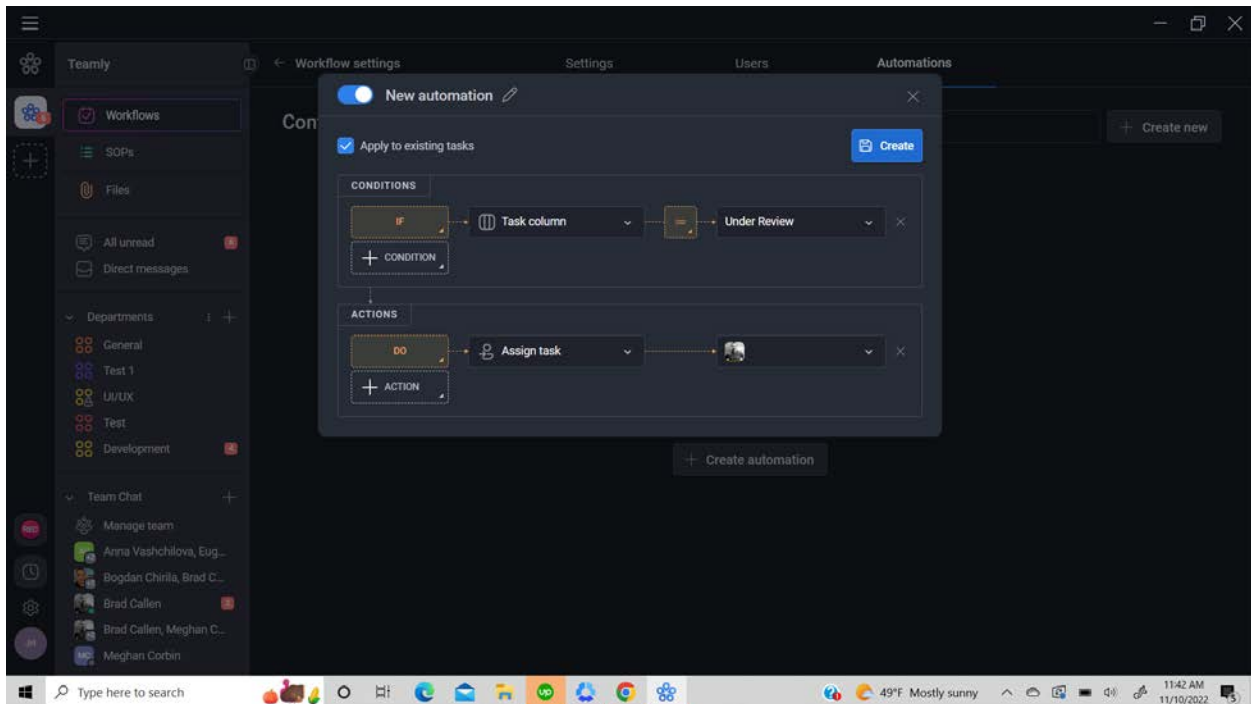 Teamly
Workflow settings
Settings
Users
Automations
New automation
Workflows
Con
Create new
Apply to existing tasks
Create
SOPs
Files
CONDITIONS
IF
Task column
=
Under Review
All unread
Direct messages
CONDITION
Departments
ACTIONS
General
DO
Assign task
Test 1
ACTION
UI/UX
Test
Development
Create automation
Team Chat
Manage team
Anna Vashchilova, Eug...
Bogdan Chirila, Brad C...
Brad Callen
Brad Callen, Meghan C...
MC
Meghan Corbin
Type here to search
up
49°F Mostly sunny
11:42 AM
11/10/2022